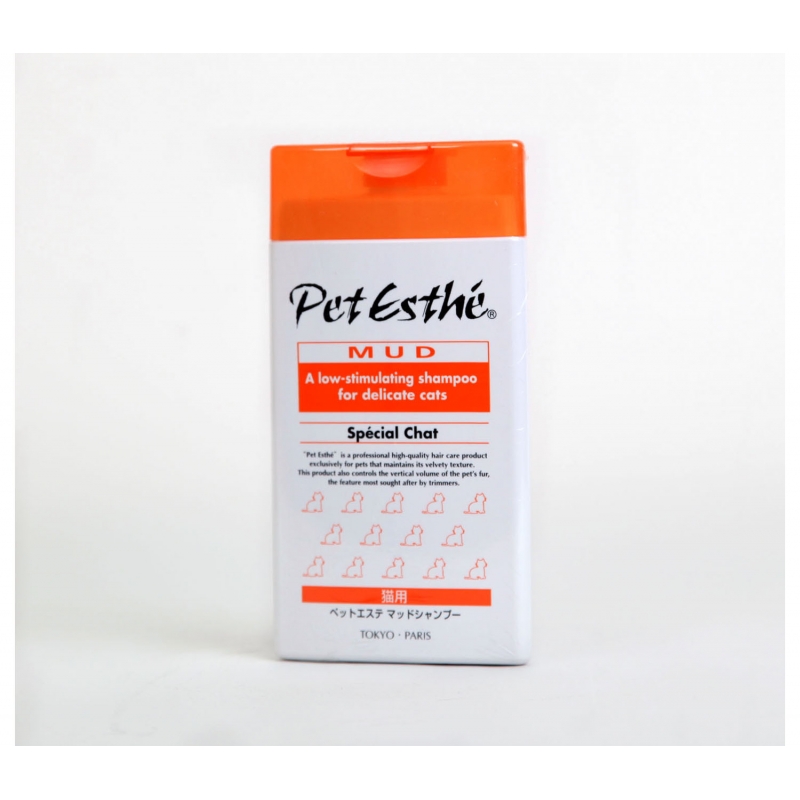 Pet Esthé®
MUD
A low-stimulating shampoo
for delicate cats
Spécial Chat
"Pet Esthé" is a professional high-quality hair care product
exclusively for pets that maintains its velvety texture.
This product also controls the vertical volume of the pet's fur,
the feature most sought after by trimmers.
猫用
ペットエステ マッドシャンプー
TOKYO · PARIS